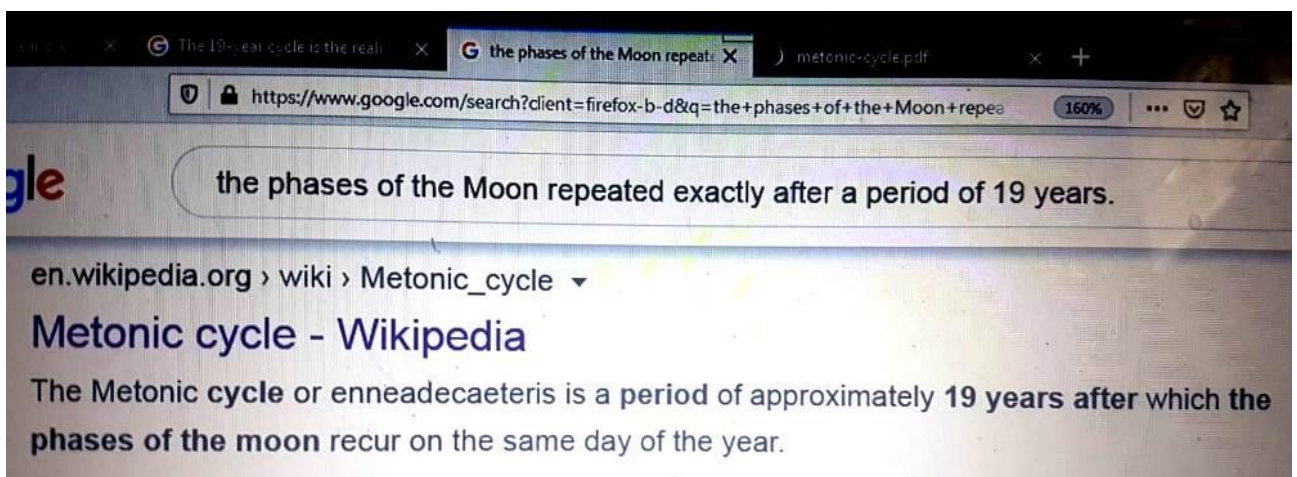 The 19-year cycle is the reali
the phases of the Moon repeate
metonic-cycle.pdf
https://www.google.com/search?client=firefox-b-d&q=the+phases+of+the+Moon+repea 160%
gle the phases of the Moon repeated exactly after a period of 19 years.
en.wikipedia.org › wiki › Metonic_cycle
Metonic cycle - Wikipedia
The Metonic cycle or enneadecaeteris is a period of approximately 19 years after which the
phases of the moon recur on the same day of the year.